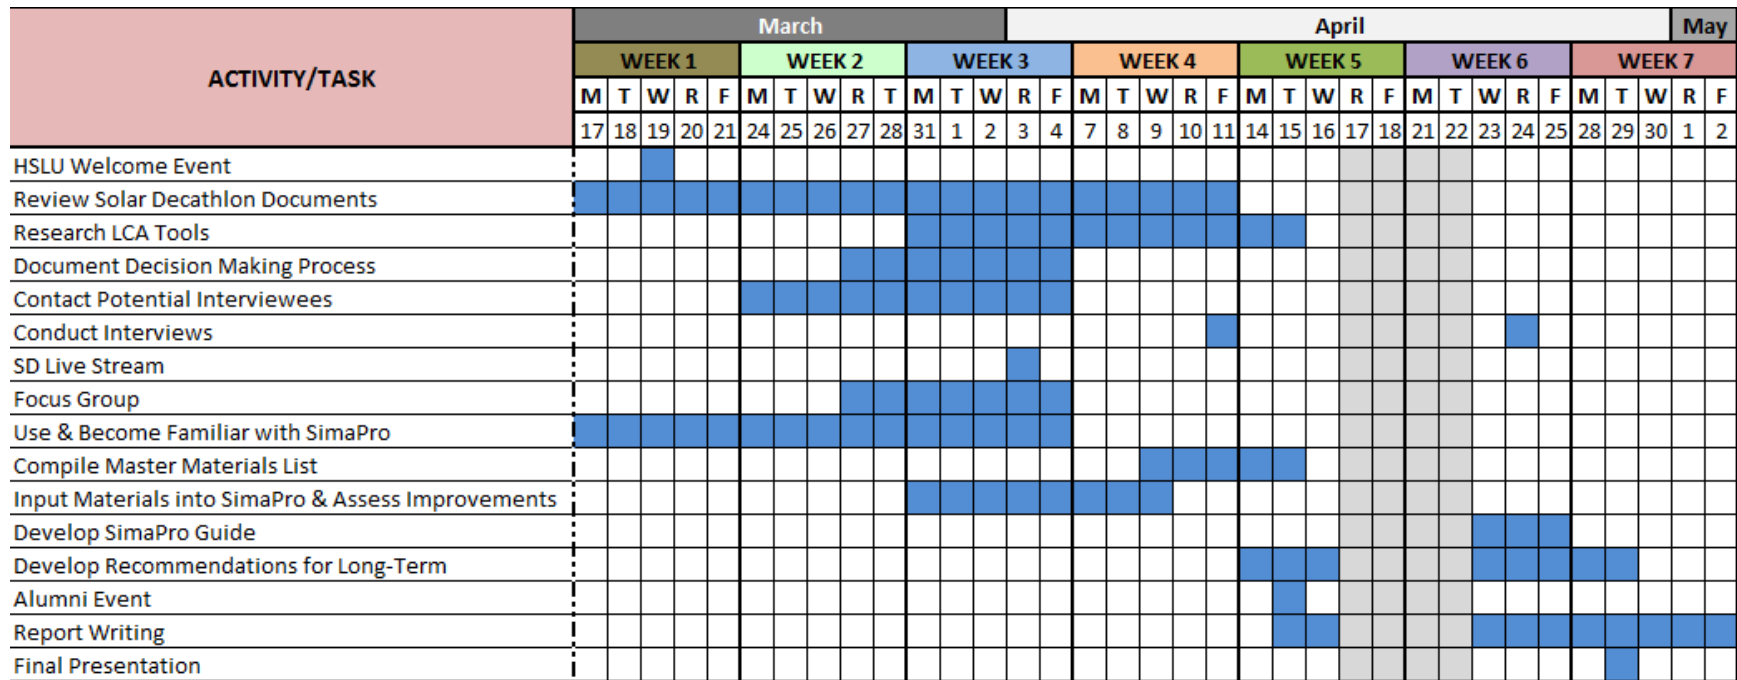 March April May
ACTIVITY/TASK
WEEK 1 WEEK 2 WEEK 3 WEEK 4 WEEK 5 WEEK 6 WEEK 7
M T W R F M T W R T M T W R F M T W R F M T W R F M T W R F M T W R F
17 18 19 20 21 24 25 26 27 28 31 1 2 3 4 7 8 9 10 11 14 15 16 17 18 21 22 23 24 25 28 29 30 1 2
HSLU Welcome Event
Review Solar Decathlon Documents
Research LCA Tools
Document Decision Making Process
Contact Potential Interviewees
Conduct Interviews
SD Live Stream
Focus Group
Use & Become Familiar with SimaPro
Compile Master Materials List
Input Materials into SimaPro & Assess Improvements
Develop SimaPro Guide
Develop Recommendations for Long-Term
Alumni Event
Report Writing
Final Presentation